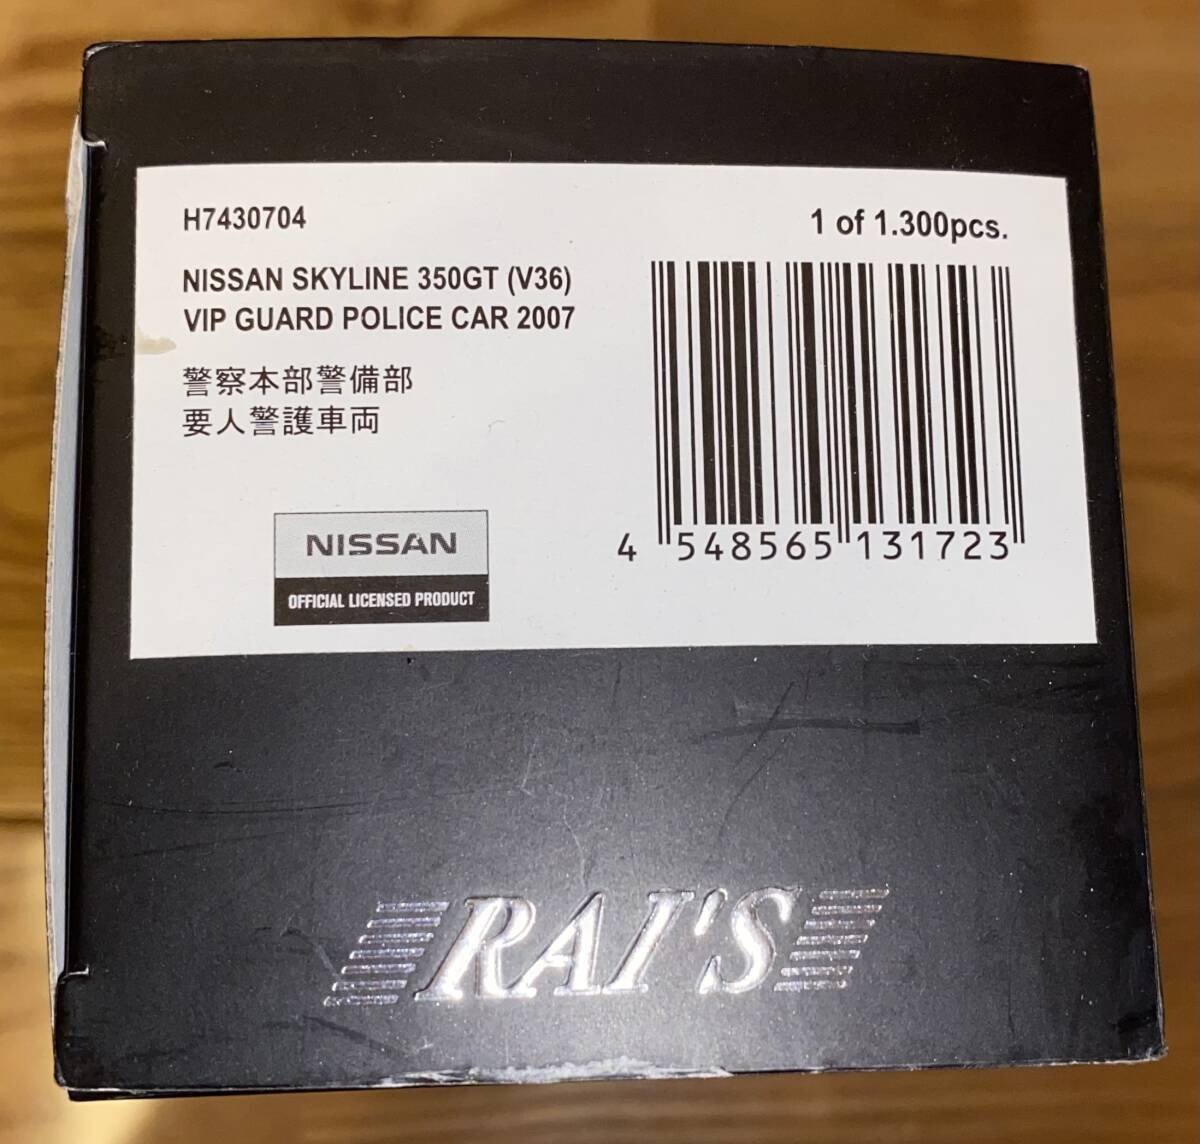 H7430704
1 of 1.300pcs.
NISSAN SKYLINE 350GT (V36)
VIP GUARD POLICE CAR 2007
警察本部警備部
要人警護車両
4 548565 131723
NISSAN
OFFICIAL LICENSED PRODUCT
RAI'S